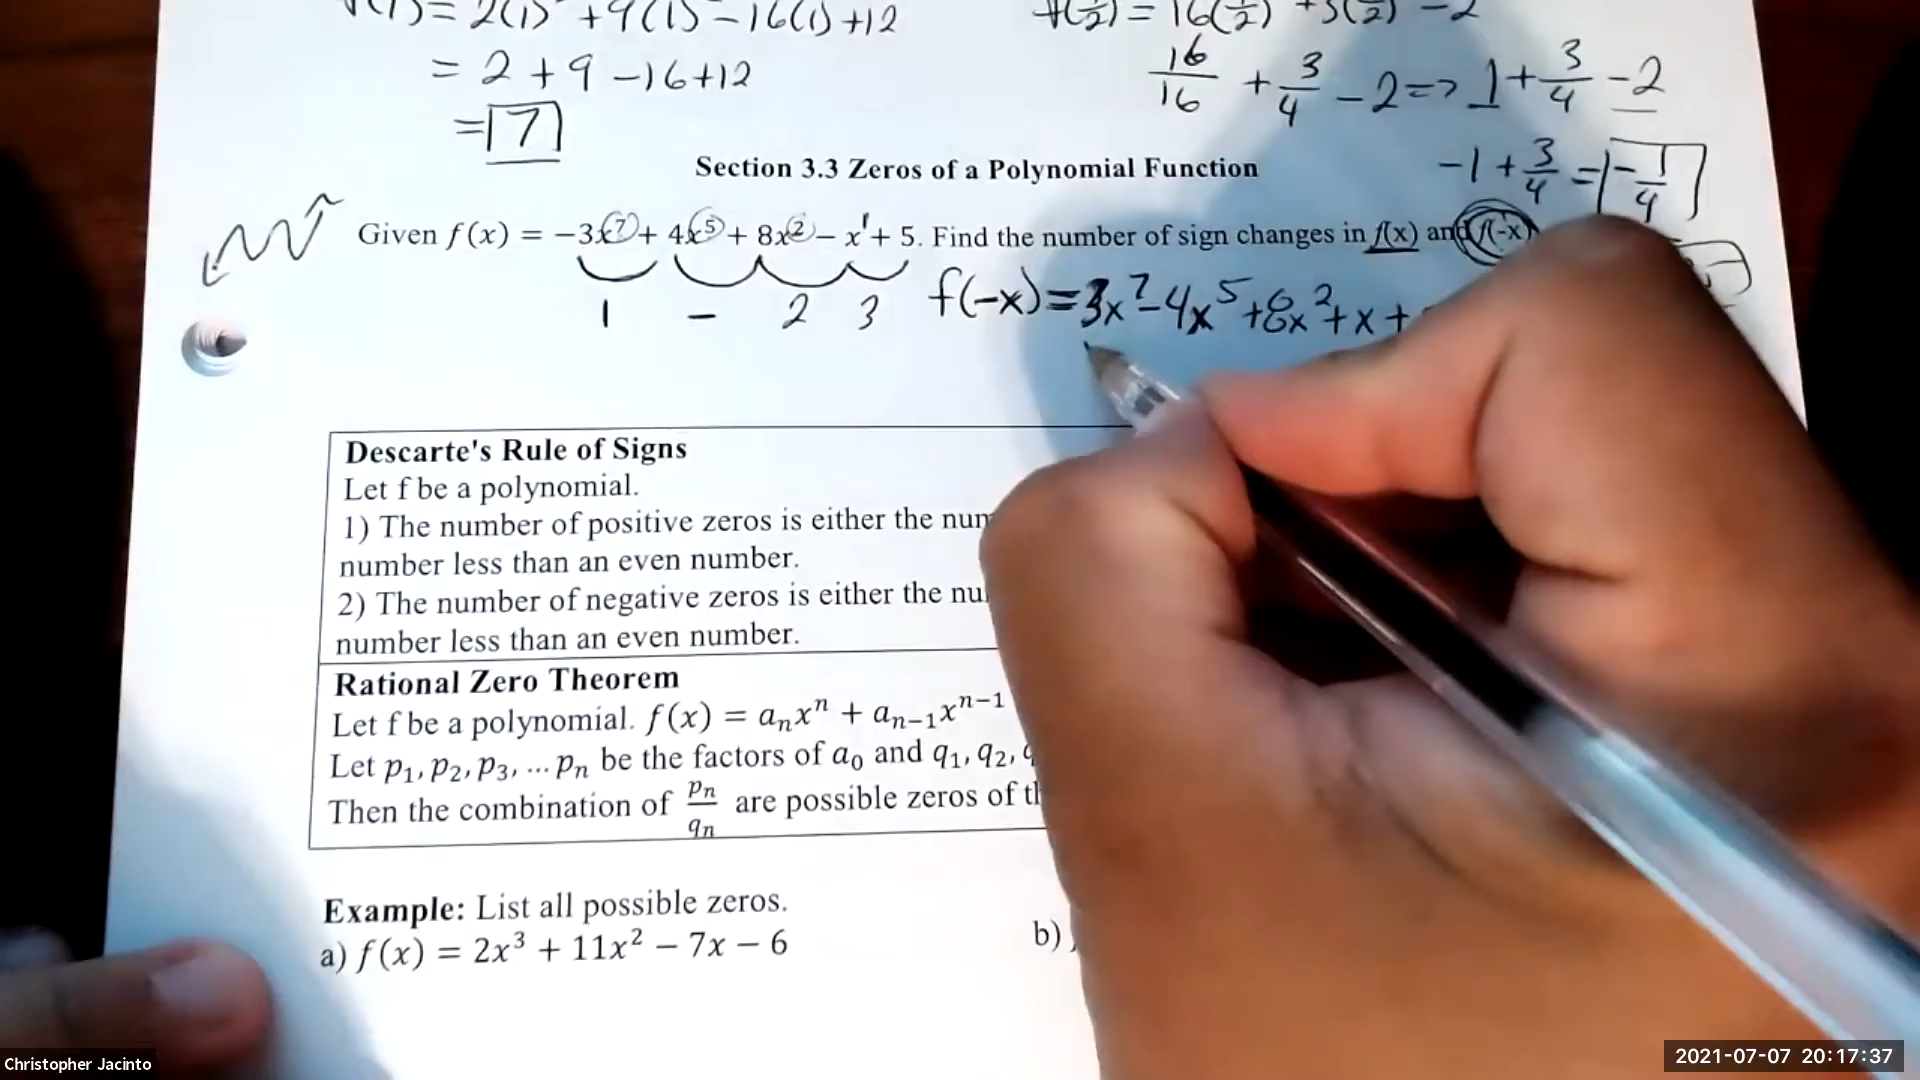 = 2(1) + 9(1) - 16(1) + 12
= 16(1/2) + 3(1/2) - 2
= 2 + 9 - 16 + 12
16/16 + 3/4 - 2 => 1 + 3/4 - 2
= 7
-1 + 3/4 = -1/4
Section 3.3 Zeros of a Polynomial Function
Given f(x) = −3x⁷ + 4x⁵ + 8x² − x¹ + 5. Find the number of sign changes in f(x) and f(-x)
1 - 2 3
f(-x) = 3x⁷ - 4x⁵ + 8x² + x +
Descarte's Rule of Signs
Let f be a polynomial.
1) The number of positive zeros is either the
number less than an even number.
2) The number of negative zeros is either the
number less than an even number.
Rational Zero Theorem
Let f be a polynomial. f(x) = aₙxⁿ + aₙ₋₁xⁿ⁻¹
Let p₁, p₂, p₃, ... pₙ be the factors of a₀ and q₁, q₂,
Then the combination of pₙ/qₙ are possible zeros of
Example: List all possible zeros.
a) f(x) = 2x³ + 11x² − 7x − 6
b)
Christopher Jacinto
2021-07-07 20:17:37